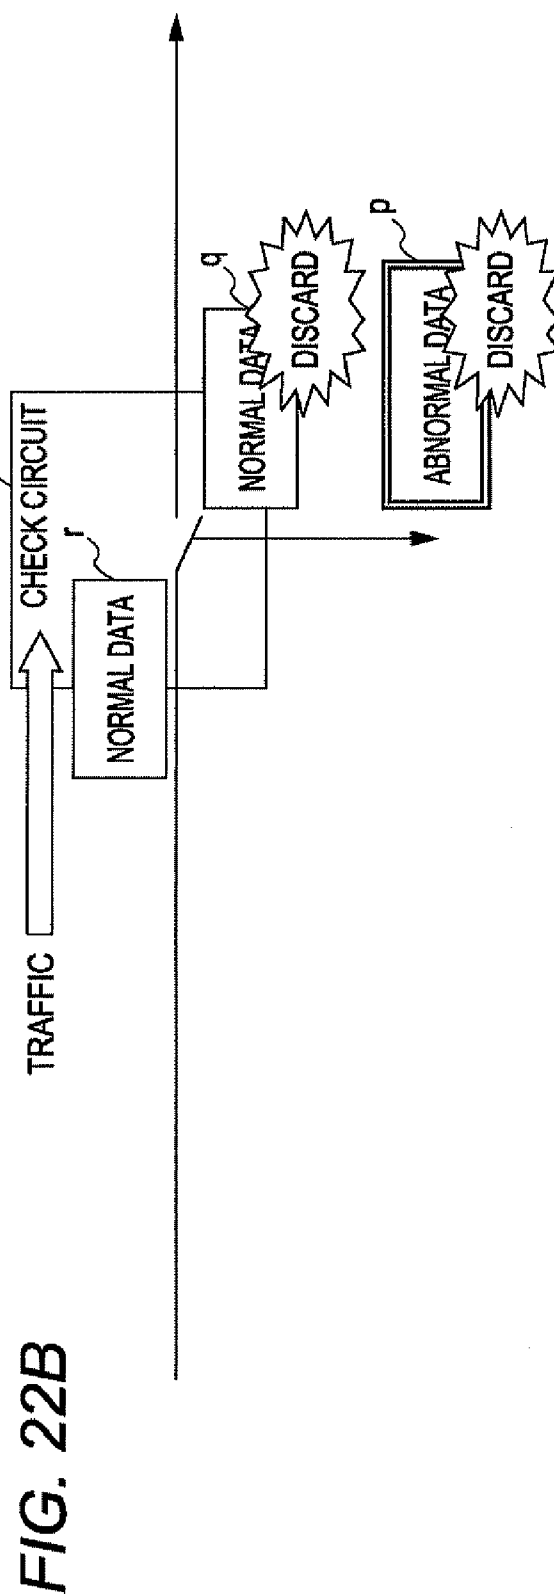 FIG. 22B
TRAFFIC
CHECK CIRCUIT
NORMAL DATA
r
NORMAL DATA
q
DISCARD
ABNORMAL DATA
p
DISCARD